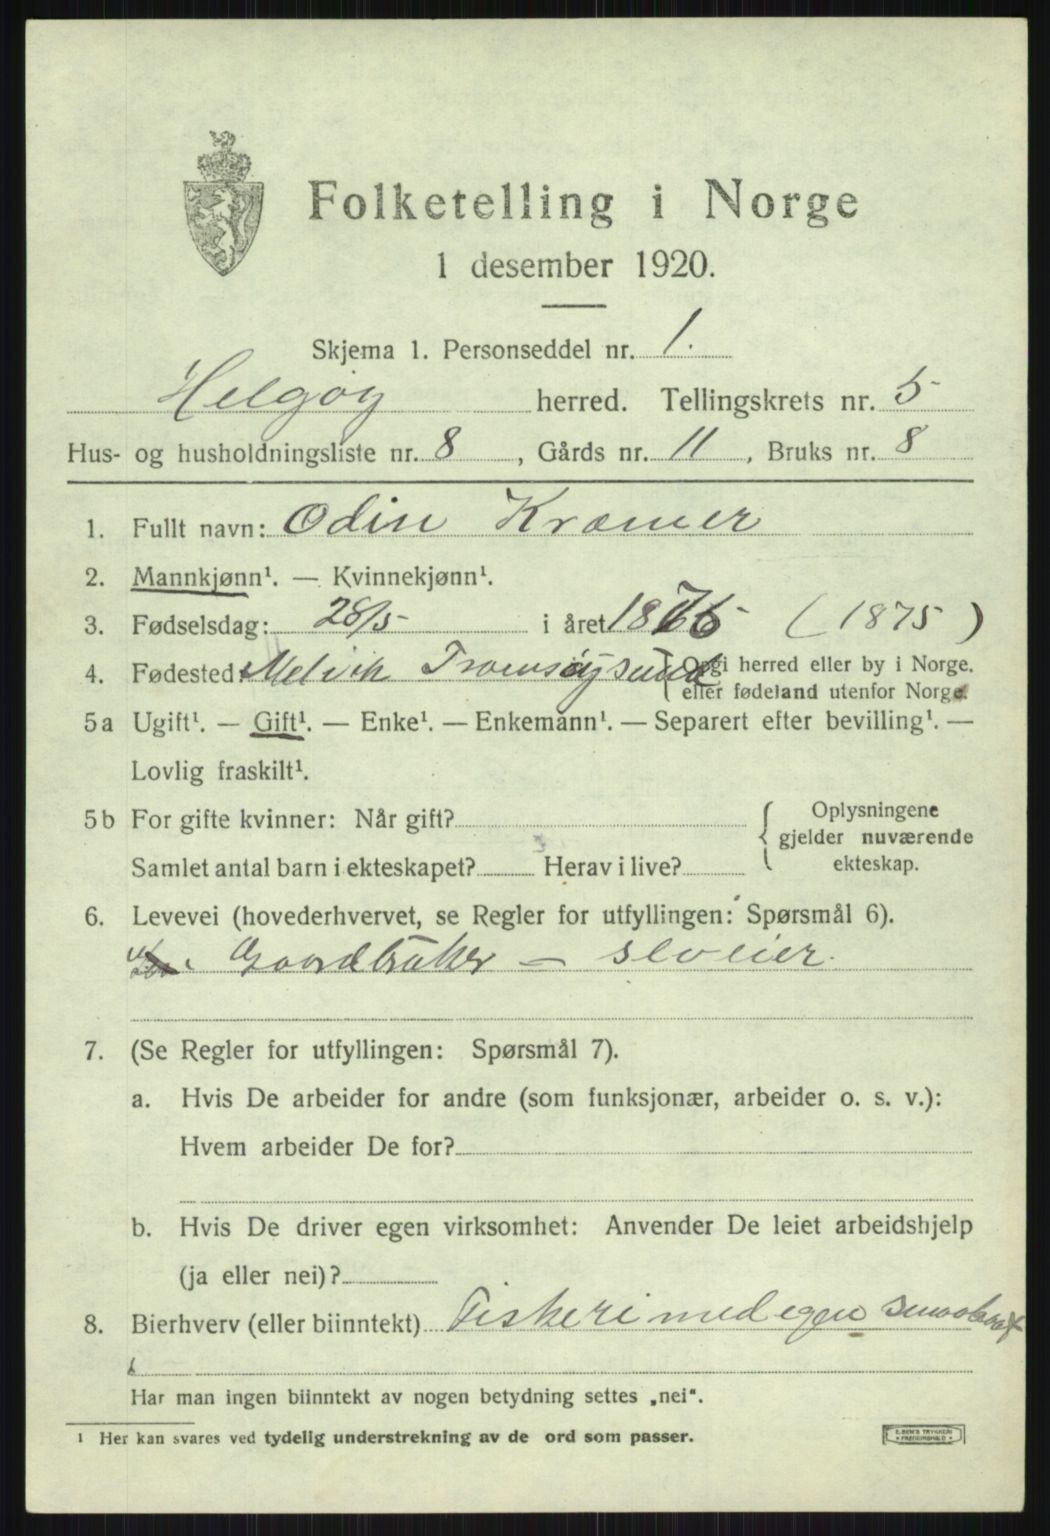 Folketelling i Norge
1 desember 1920.
Skjema 1. Personseddel nr. 1.
Helgøy herred. Tellingskrets nr. 5
Hus- og husholdningsliste nr. 8, Gårds nr. 11, Bruks nr. 8
1. Fullt navn: Odin Kræmer
2. Mannkjønn¹. — Kvinnekjønn¹.
3. Fødselsdag: 28/5 i året 1876 (1875)
4. Fødested: Melvik Tromsøysund (Opgi herred eller by i Norge,
eller fødeland utenfor Norge.
5a Ugift¹. — Gift¹. — Enke¹. — Enkemann¹. — Separert efter bevilling¹. —
Lovlig fraskilt¹.
5b For gifte kvinner: Når gift?
Samlet antal barn i ekteskapet? Herav i live?
Oplysningene
gjelder nuværende
ekteskap.
6. Levevei (hovederhvervet, se Regler for utfyllingen: Spørsmål 6).
Gaardbruker — selveier.
7. (Se Regler for utfyllingen: Spørsmål 7).
a. Hvis De arbeider for andre (som funksjonær, arbeider o. s. v.):
Hvem arbeider De for?
b. Hvis De driver egen virksomhet: Anvender De leiet arbeidshjelp
(ja eller nei)?
8. Bierhverv (eller biinntekt) Fiskeri med egen
Har man ingen biinntekt av nogen betydning settes „nei“.
¹ Her kan svares ved tydelig understrekning av de ord som passer.